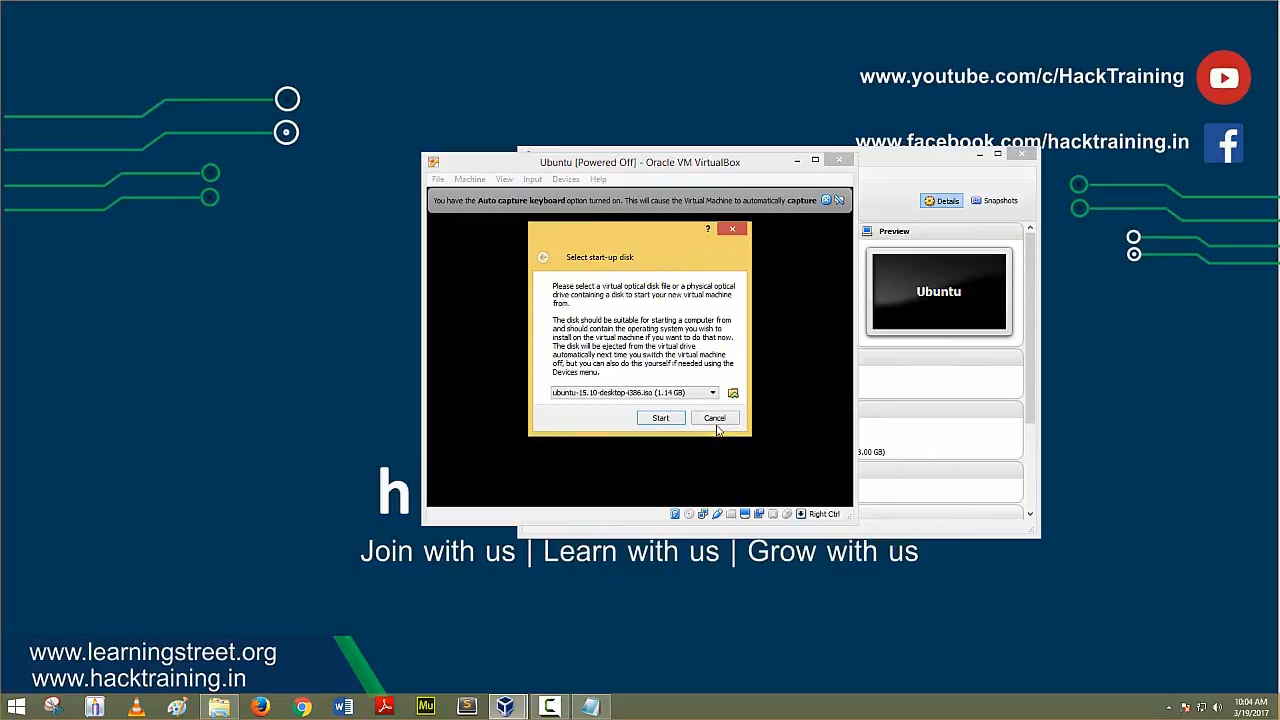 www.youtube.com/c/HackTraining
www.facebook.com/hacktraining.in
Ubuntu [Powered Off] - Oracle VM VirtualBox
File Machine View Input Devices Help
You have the Auto capture keyboard option turned on. This will cause the Virtual Machine to automatically capture
Details Snapshots
Preview
Ubuntu
? ×
Select start-up disk
Please select a virtual optical disk file or a physical optical
drive containing a disk to start your new virtual machine
from.
The disk should be suitable for starting a computer from
and should contain the operating system you wish to
install on the virtual machine if you want to do that now.
The disk will be ejected from the virtual drive
automatically next time you switch the virtual machine
off, but you can also do this yourself if needed using the
Devices menu.
ubuntu-15.10-desktop-i386.iso (1.14 GB)
Start Cancel
3.00 GB)
h
Right Ctrl
Join with us | Learn with us | Grow with us
www.learningstreet.org
www.hacktraining.in
W Mu S C
10:04 AM
3/19/2017